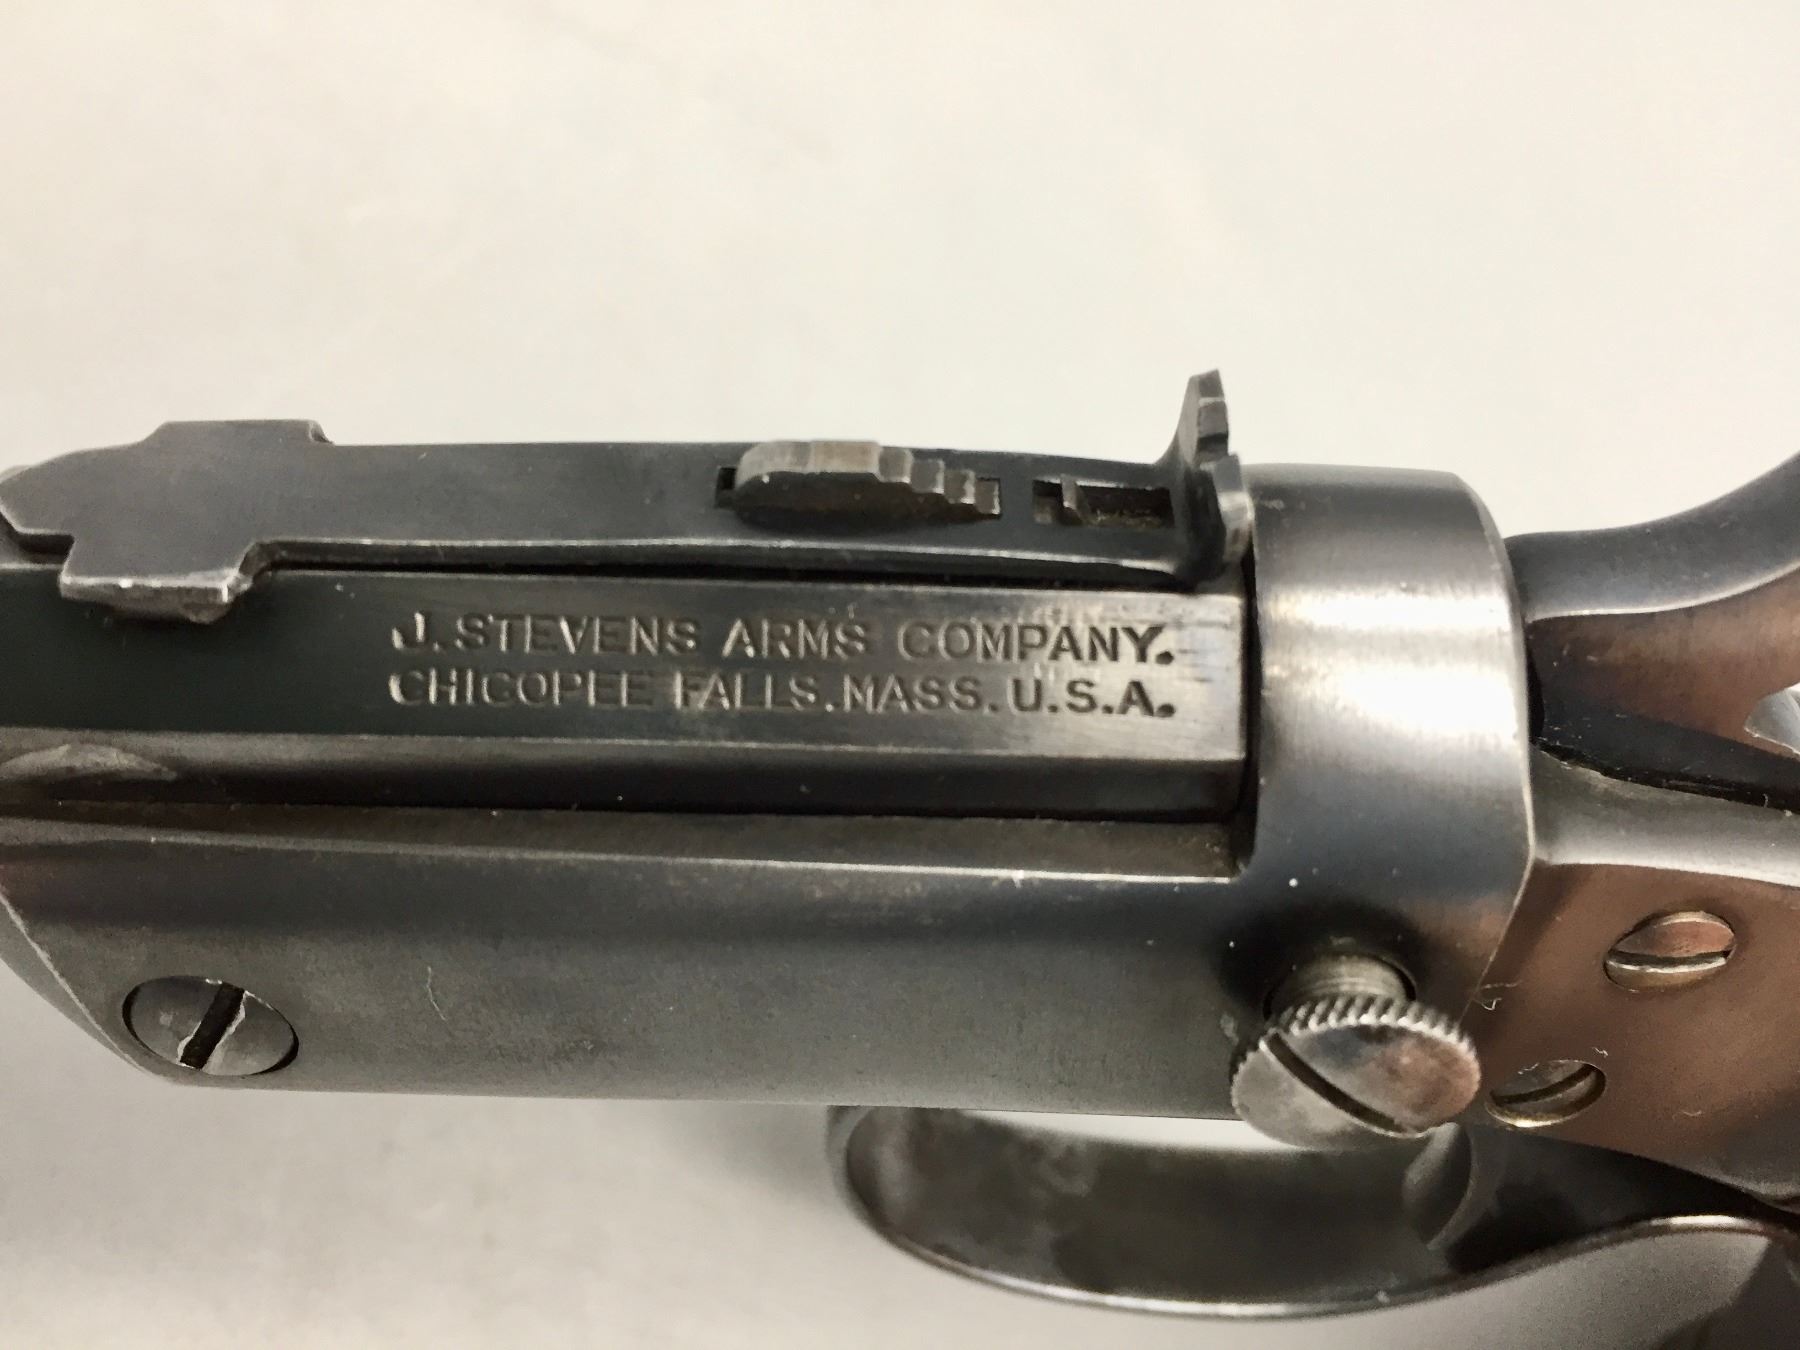 J. STEVENS ARMS COMPANY.
CHICOPEE FALLS. MASS. U.S.A.